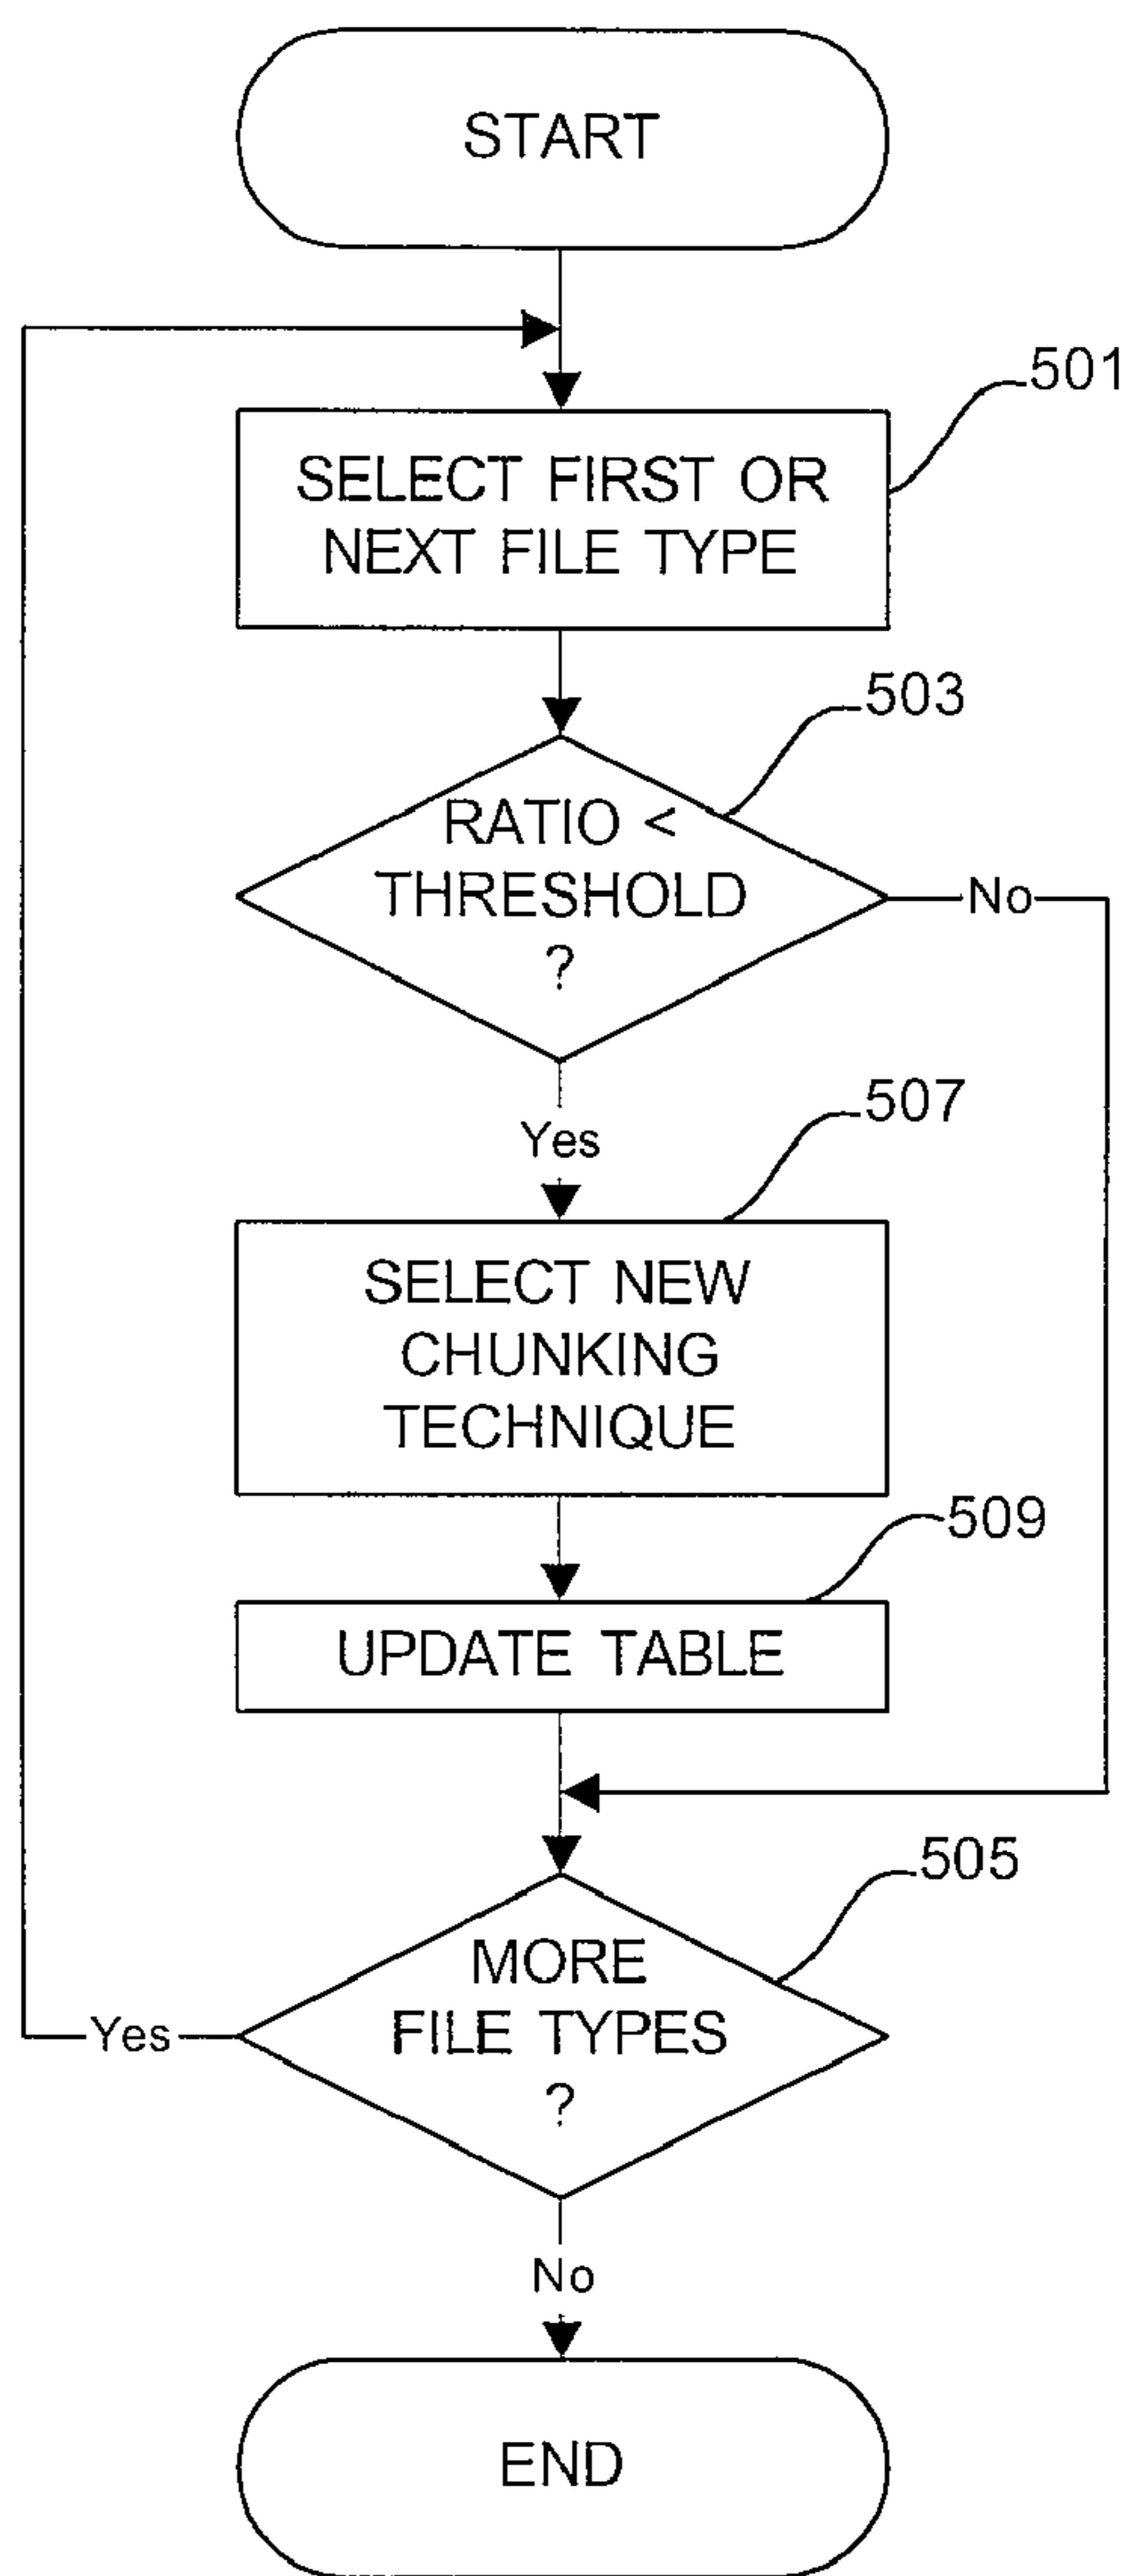 START
501
SELECT FIRST OR
NEXT FILE TYPE
503
RATIO <
THRESHOLD
?
No
507
Yes
SELECT NEW
CHUNKING
TECHNIQUE
509
UPDATE TABLE
505
MORE
FILE TYPES
?
Yes
No
END